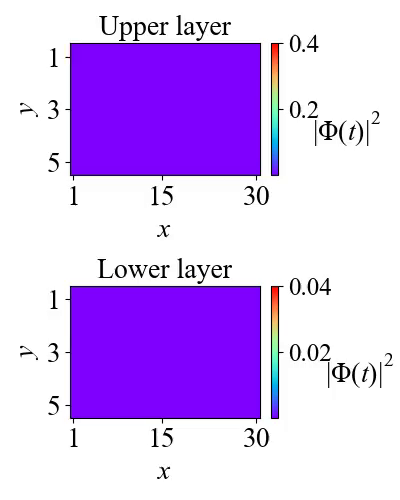 Upper layer
1
3
5
y
1 15 30
x
0.4
0.2
|Φ(t)|²
Lower layer
1
3
5
y
1 15 30
x
0.04
0.02
|Φ(t)|²